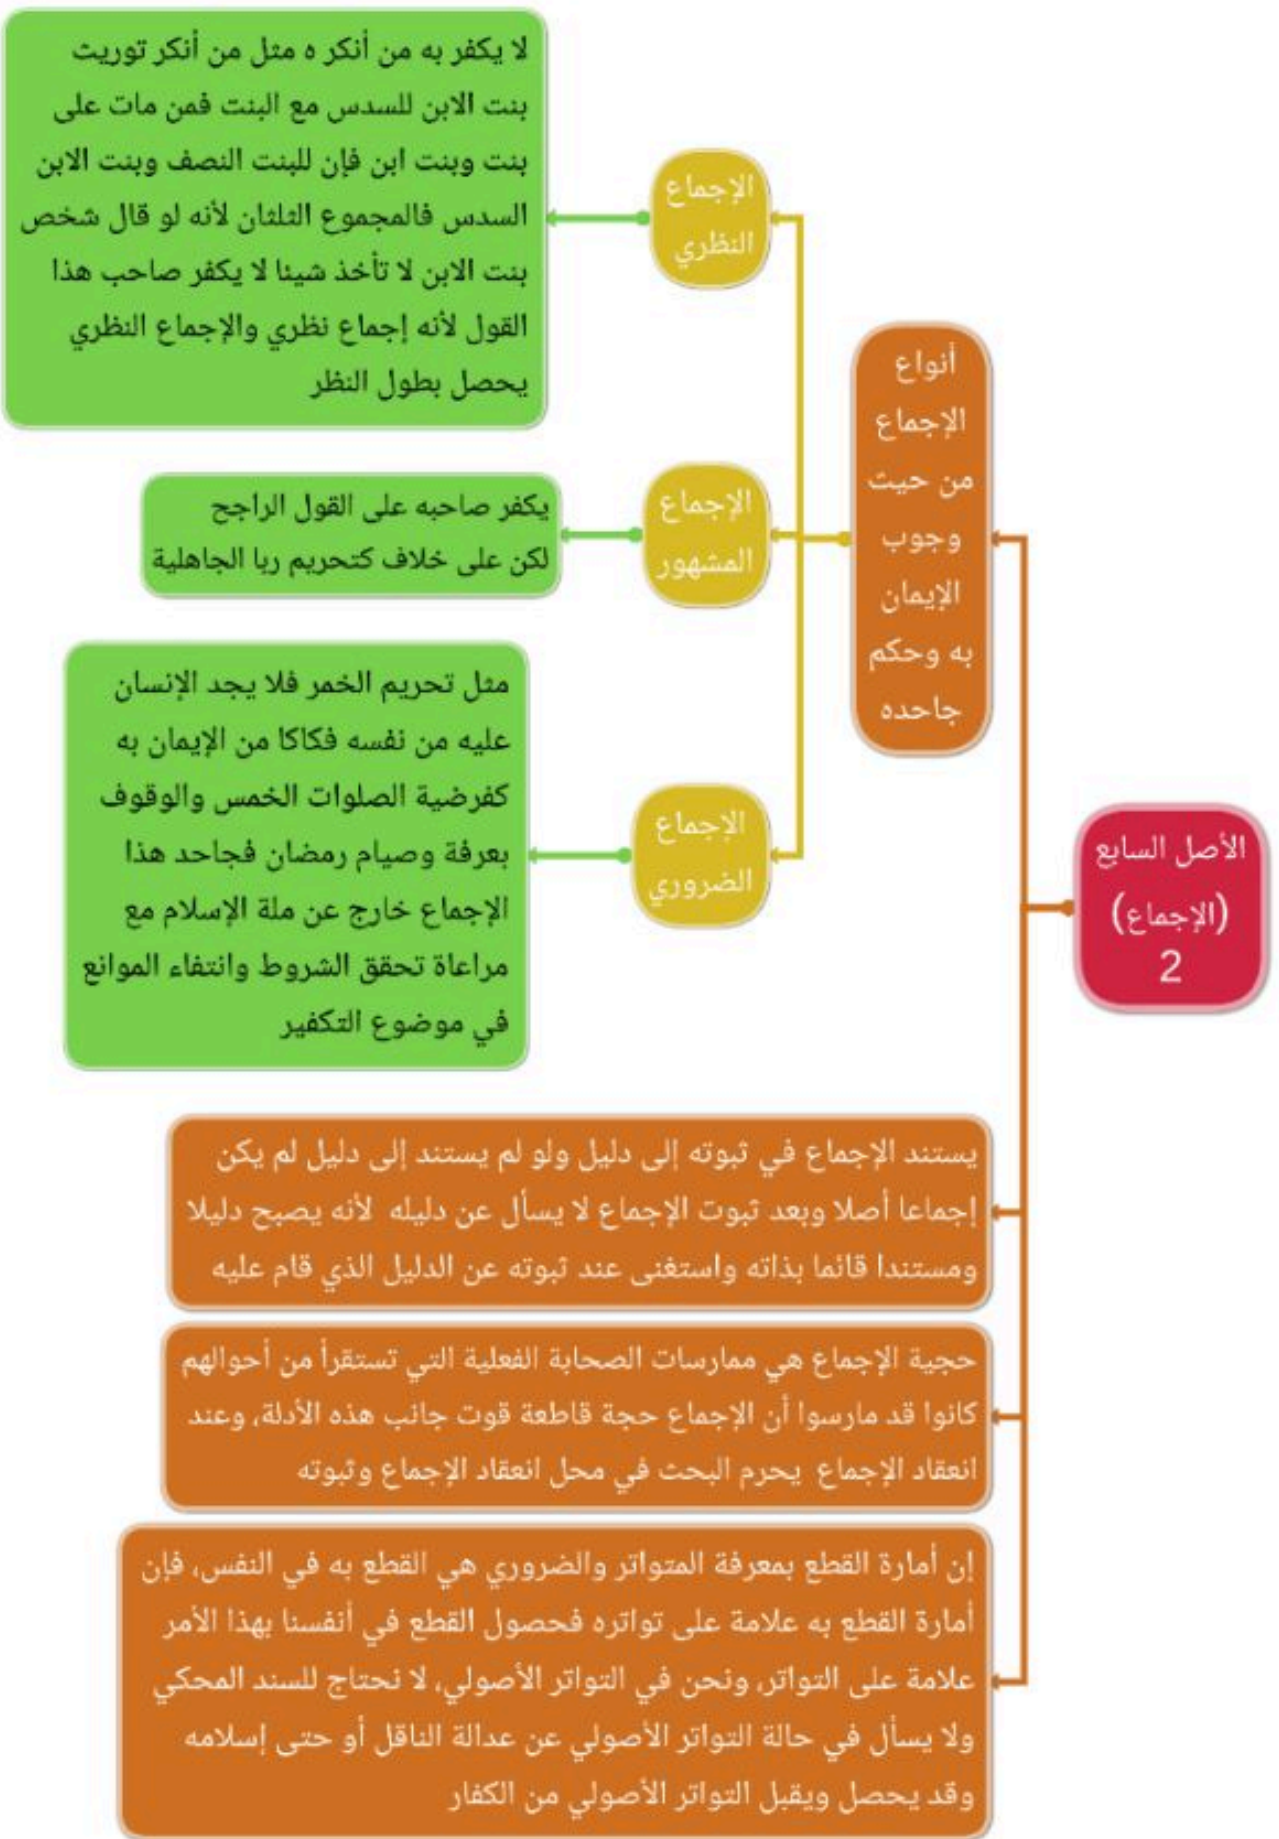 الأصل السابع
(الإجماع)
2
أنواع
الإجماع
من حيث
وجوب
الإيمان
به وحكم
جاحده
الإجماع
النظري
لا يكفر به من أنكر ه مثل من أنكر توريث
بنت الابن للسدس مع البنت فمن مات على
بنت وبنت ابن فإن للبنت النصف وبنت الابن
السدس فالمجموع الثلثان لأنه لو قال شخص
بنت الابن لا تأخذ شيئا لا يكفر صاحب هذا
القول لأنه إجماع نظري والإجماع النظري
يحصل بطول النظر
الإجماع
المشهور
يكفر صاحبه على القول الراجح
لكن على خلاف كتحريم ربا الجاهلية
الإجماع
الضروري
مثل تحريم الخمر فلا يجد الإنسان
عليه من نفسه فكاكا من الإيمان به
كفرضية الصلوات الخمس والوقوف
بعرفة وصيام رمضان فجاحد هذا
الإجماع خارج عن ملة الإسلام مع
مراعاة تحقق الشروط وانتفاء الموانع
في موضوع التكفير
يستند الإجماع في ثبوته إلى دليل ولو لم يستند إلى دليل لم يكن
إجماعا أصلا وبعد ثبوت الإجماع لا يسأل عن دليله لأنه يصبح دليلا
ومستندا قائما بذاته واستغنى عند ثبوته عن الدليل الذي قام عليه
حجية الإجماع هي ممارسات الصحابة الفعلية التي تستقرأ من أحوالهم
كانوا قد مارسوا أن الإجماع حجة قاطعة قوت جانب هذه الأدلة، وعند
انعقاد الإجماع يحرم البحث في محل انعقاد الإجماع وثبوته
إن أمارة القطع بمعرفة المتواتر والضروري هي القطع به في النفس، فإن
أمارة القطع به علامة على تواتره فحصول القطع في أنفسنا بهذا الأمر
علامة على التواتر، ونحن في التواتر الأصولي، لا نحتاج للسند المحكي
ولا يسأل في حالة التواتر الأصولي عن عدالة الناقل أو حتى إسلامه
وقد يحصل ويقبل التواتر الأصولي من الكفار